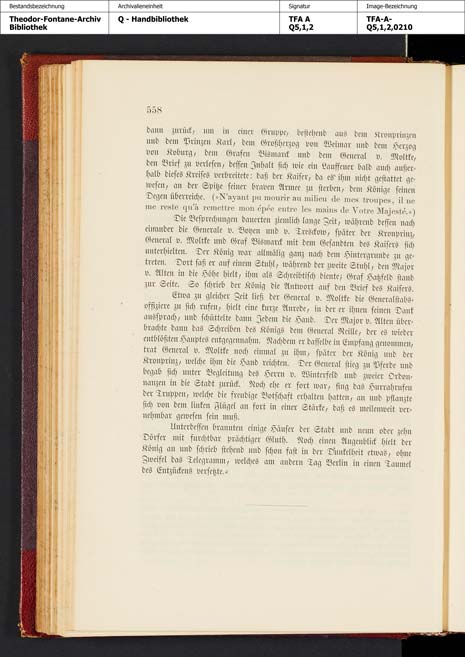 Bestandsbezeichnung
Theodor-Fontane-Archiv
Bibliothek
Archivalieneinheit
Q - Handbibliothek
Signatur
TFA A
Q5,1,2
Image-Bezeichnung
TFA-A-
Q5,1,2,0210
558
dann zurück, um in einer Gruppe, bestehend aus dem Kronprinzen
und dem Prinzen Karl, dem Großherzog von Weimar und dem Herzog
von Koburg, dem Grafen Bismarck und dem General v. Moltke,
den Brief zu verlesen, dessen Inhalt sich wie ein Lauffeuer bald auch außer-
halb dieses Kreises verbreitete: daß der Kaiser, da es ihm nicht gestattet ge-
wesen, an der Spitze seiner braven Armee zu sterben, dem Könige seinen
Degen überreiche. (»N'ayant pu mourir au milieu de mes troupes, il ne
me reste qu'à remettre mon épée entre les mains de Votre Majesté.«)
Die Besprechungen dauerten ziemlich lange Zeit, während dessen nach
einander die Generale v. Boyen und v. Treskow, später der Kronprinz,
General v. Moltke und Graf Bismarck mit dem Gesandten des Kaisers sich
unterhielten. Der König war allmälig ganz nach dem Hintergrunde zu ge-
treten. Dort saß er auf einem Stuhl, während der zweite Stuhl, den Major
v. Alten in die Höhe hielt, ihm als Schreibtisch diente; Graf Hatzfeld stand
zur Seite. So schrieb der König die Antwort auf den Brief des Kaisers.
Etwa zu gleicher Zeit ließ der General v. Moltke die Generalstabs-
offiziere zu sich rufen, hielt eine kurze Anrede, in der er ihnen seinen Dank
aussprach, und schüttelte dann Jedem die Hand. Der Major v. Alten über-
brachte dann das Schreiben des Königs dem General Reille, der es wieder
entblößten Hauptes entgegennahm. Nachdem er dasselbe in Empfang genommen,
trat General v. Moltke noch einmal zu ihm, später der König und der
Kronprinz, welche ihm die Hand reichten. Der General stieg zu Pferde und
begab sich unter Begleitung des Herrn v. Winterfeld und zweier Ordon-
nanzen in die Stadt zurück. Noch ehe er fort war, fing das Hurrahrufen
der Truppen, welche die freudige Botschaft erhalten hatten, an und pflanzte
sich von dem linken Flügel an fort in einer Stärke, daß es meilenweit ver-
nehmbar gewesen sein muß.
Unterdessen brannten einige Häuser der Stadt und neun oder zehn
Dörfer mit furchtbar prächtiger Gluth. Noch einen Augenblick hielt der
König an und schrieb stehend und schon fast in der Dunkelheit etwas, ohne
Zweifel das Telegramm, welches am andern Tag Berlin in einen Taumel
des Entzückens versetzte.«